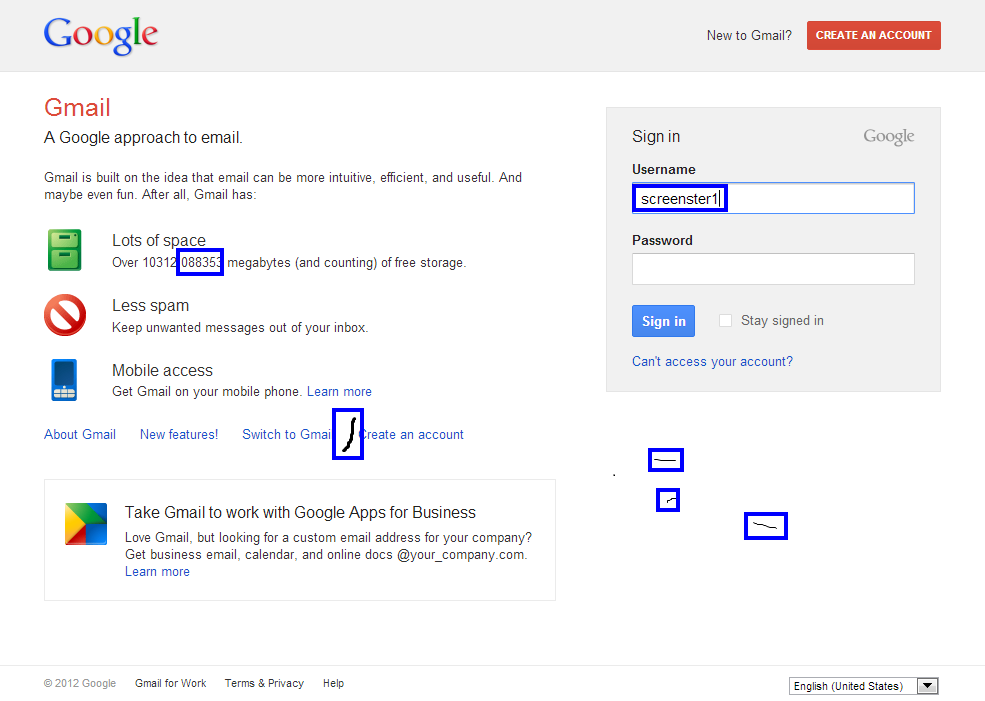 Google
New to Gmail? CREATE AN ACCOUNT
Gmail
A Google approach to email.
Gmail is built on the idea that email can be more intuitive, efficient, and useful. And
maybe even fun. After all, Gmail has:
Lots of space
Over 10312.088353 megabytes (and counting) of free storage.
Less spam
Keep unwanted messages out of your inbox.
Mobile access
Get Gmail on your mobile phone. Learn more
About Gmail New features! Switch to Gmail Create an account
Take Gmail to work with Google Apps for Business
Love Gmail, but looking for a custom email address for your company?
Get business email, calendar, and online docs @your_company.com.
Learn more
Sign in Google
Username
screenster1
Password
Sign in Stay signed in
Can't access your account?
© 2012 Google Gmail for Work Terms & Privacy Help
English (United States)